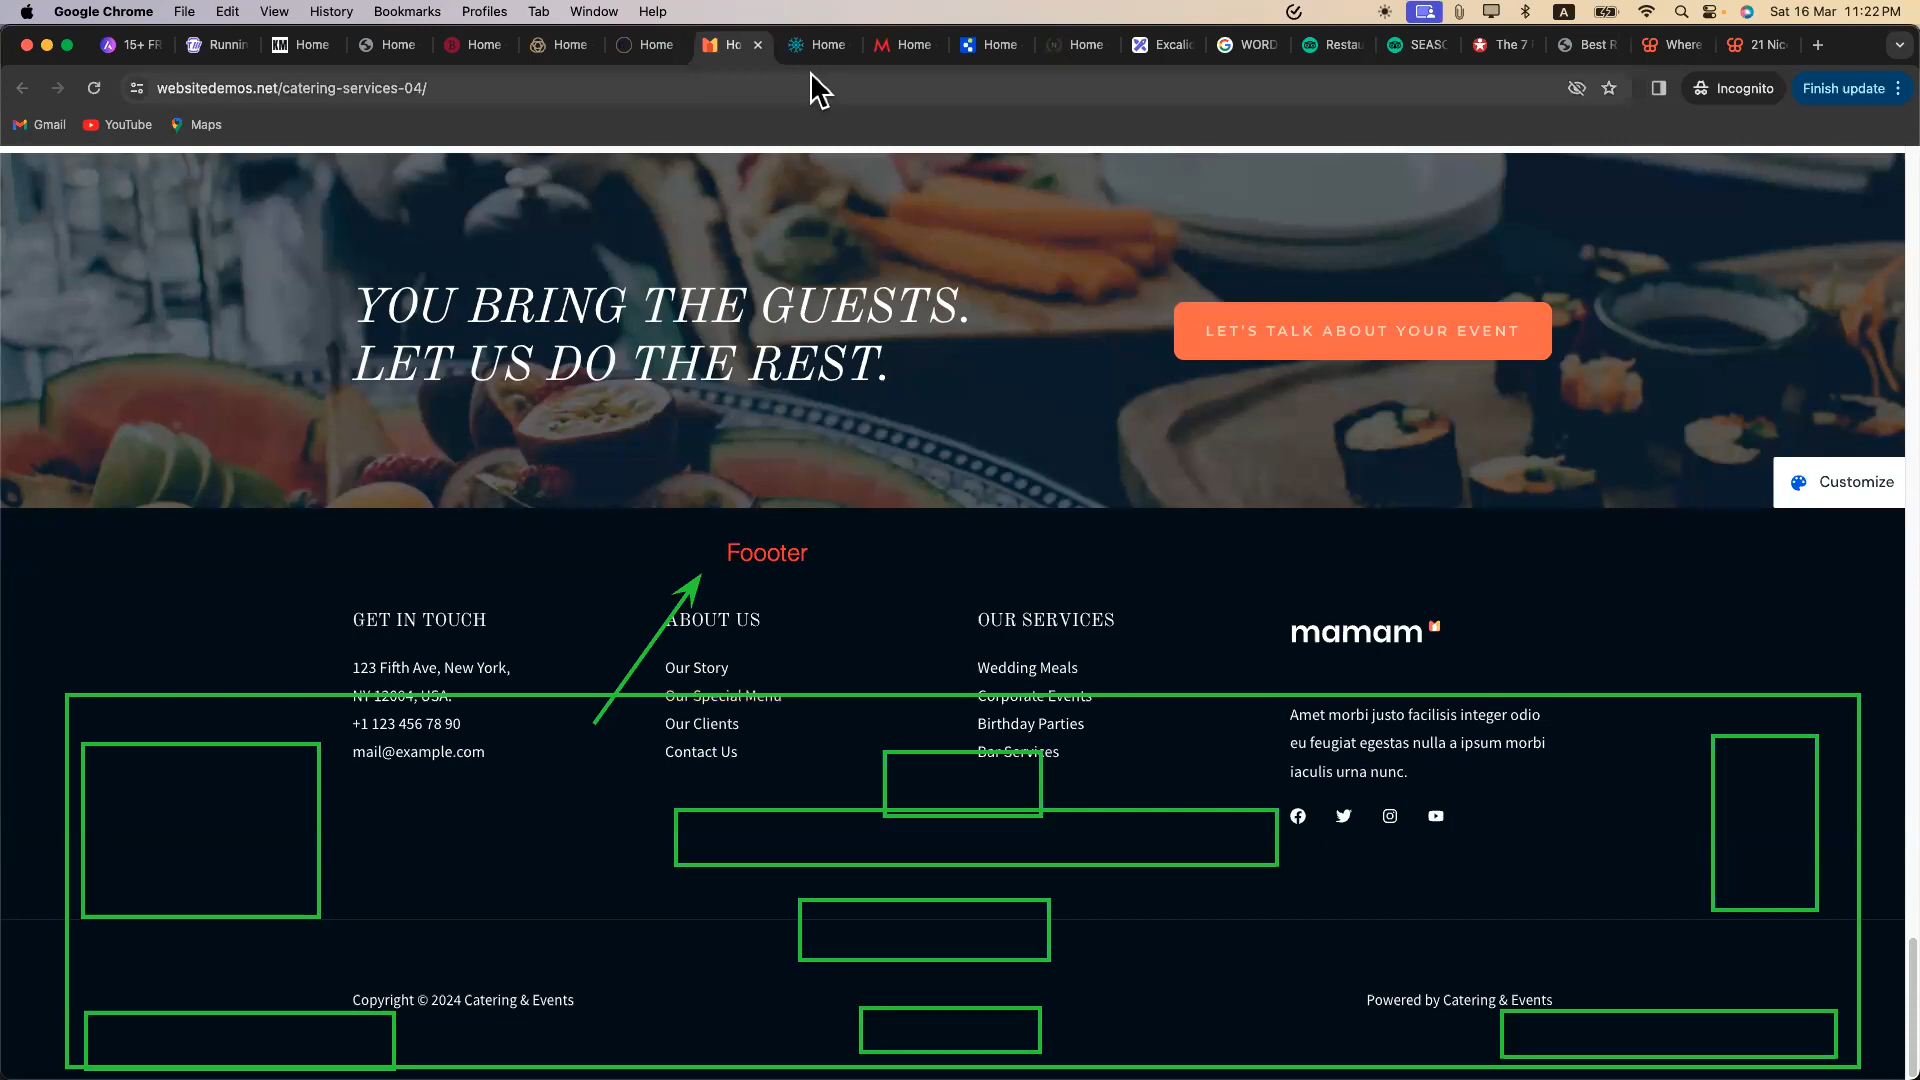 Google Chrome File Edit View History Bookmarks Profiles Tab Window Help A Sat 16 Mar 11:22 PM
15+ FR Runnin KM Home Home Home Home Home Ho Home Home Home Home Excalid WORD Restau SEASO The 7 Best R Where 21 Nic
websitedemos.net/catering-services-04/ Incognito Finish update
Gmail YouTube Maps
YOU BRING THE GUESTS.
LET US DO THE REST.
LET'S TALK ABOUT YOUR EVENT
Customize
Foooter
GET IN TOUCH
123 Fifth Ave, New York,
NY 12004, USA.
+1 123 456 78 90
mail@example.com
ABOUT US
Our Story
Our Special Menu
Our Clients
Contact Us
OUR SERVICES
Wedding Meals
Corporate Events
Birthday Parties
Bar Services
mamam
Amet morbi justo facilisis integer odio
eu feugiat egestas nulla a ipsum morbi
iaculis urna nunc.
Copyright © 2024 Catering & Events
Powered by Catering & Events